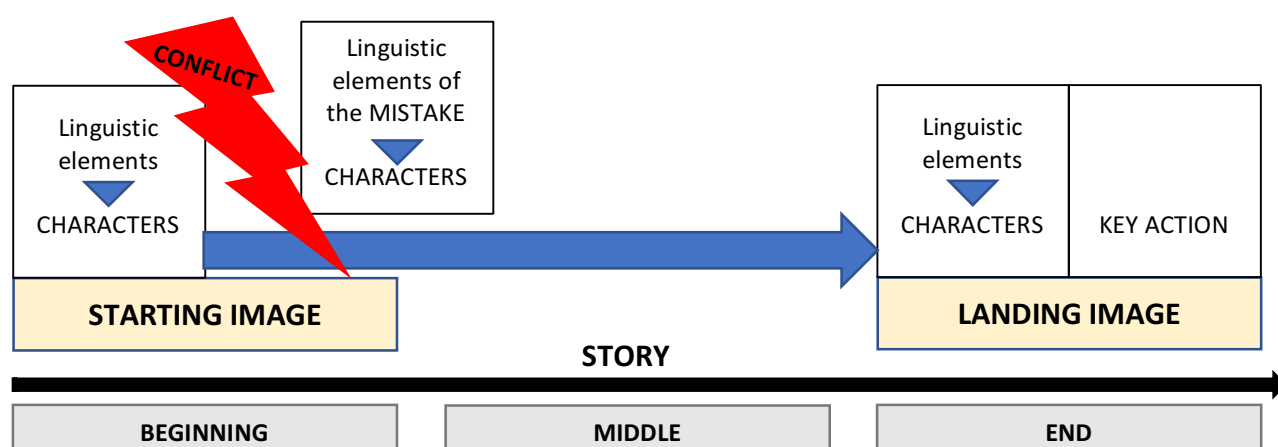 CONFLICT
Linguistic
elements of
the MISTAKE
CHARACTERS
Linguistic
elements
CHARACTERS
Linguistic
elements
CHARACTERS
KEY ACTION
STARTING IMAGE
LANDING IMAGE
STORY
BEGINNING
MIDDLE
END